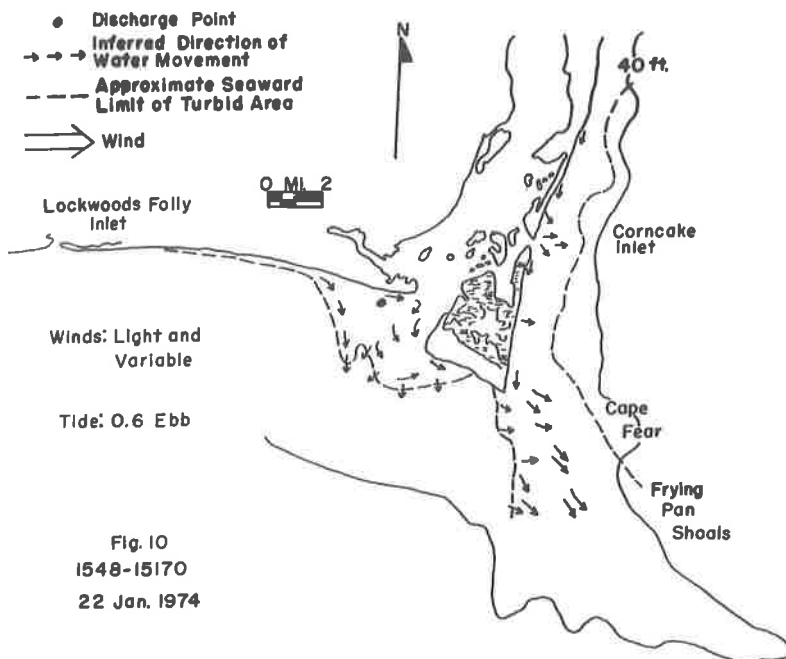 Discharge Point
Inferred Direction of
Water Movement
Approximate Seaward
Limit of Turbid Area
Wind
N
40 ft.
0 Mi. 2
Lockwoods Folly
Inlet
Corncake
Inlet
Winds: Light and
Variable
Tide: 0.6 Ebb
Cape
Fear
Frying
Pan
Shoals
Fig. 10
1548-15170
22 Jan. 1974